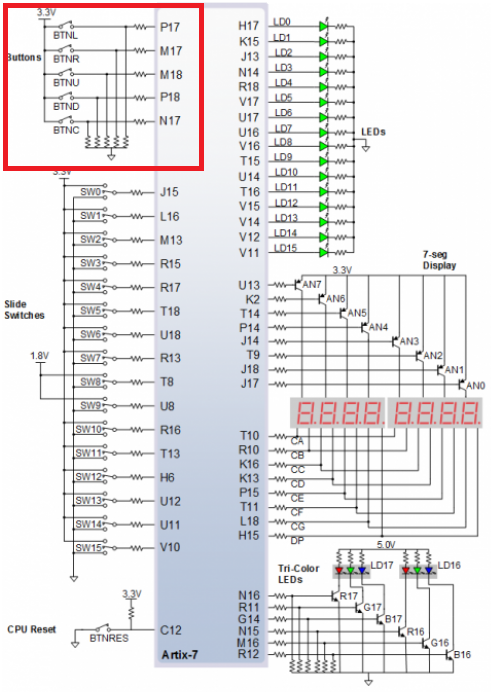 3.3V
BTNL P17
BTNR M17
Buttons BTNU M18
BTND P18
BTNC N17
H17 LD0
K15 LD1
J13 LD2
N14 LD3
R18 LD4
V17 LD5
U17 LD6
U16 LD7
V16 LD8
T15 LD9
U14 LD10
T16 LD11
V15 LD12
V14 LD13
V12 LD14
V11 LD15
LEDs
3.3V
SW0 J15
SW1 L16
SW2 M13
SW3 R15
SW4 R17
Slide
Switches
SW5 T18
SW6 U18
SW7 R13
1.8V
SW8 T8
SW9 U8
SW10 R16
SW11 T13
SW12 H6
SW13 U12
SW14 U11
SW15 V10
7-seg
Display
3.3V
U13 AN7
K2 AN6
T14 AN5
P14 AN4
J14 AN3
T9 AN2
J18 AN1
J17 AN0
8.8.8.8. 8.8.8.8.
T10 CA
R10 CB
K16 CC
K13 CD
P15 CE
T11 CF
L18 CG
H15 DP
5.0V
Tri-Color
LEDs
LD17 LD16
N16 R17
R11 G17
G14 B17
N15 R16
M16 G16
R12 B16
3.3V
CPU Reset BTNRES C12
Artix-7